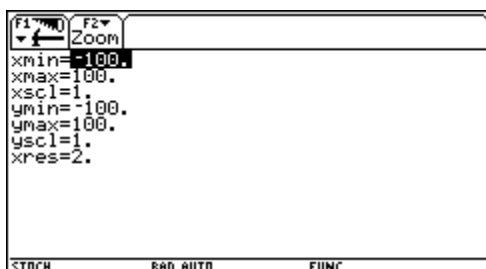 F1 F2
Zoom
xmin=-100.
xmax=100.
xscl=1.
ymin=-100.
ymax=100.
yscl=1.
xres=2.
STOCH RAD AUTO FUNC